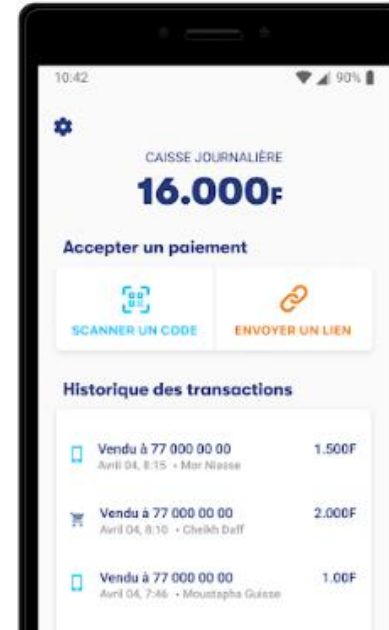 10:42
90%
CAISSE JOURNALIÈRE
16.000F
Accepter un paiement
SCANNER UN CODE
ENVOYER UN LIEN
Historique des transactions
Vendu à 77 000 00 00 1.500F
Avril 04, 8:15 • Mor Niasse
Vendu à 77 000 00 00 2.000F
Avril 04, 8:10 • Cheikh Daff
Vendu à 77 000 00 00 1.00F
Avril 04, 7:46 • Moustapha Guisse